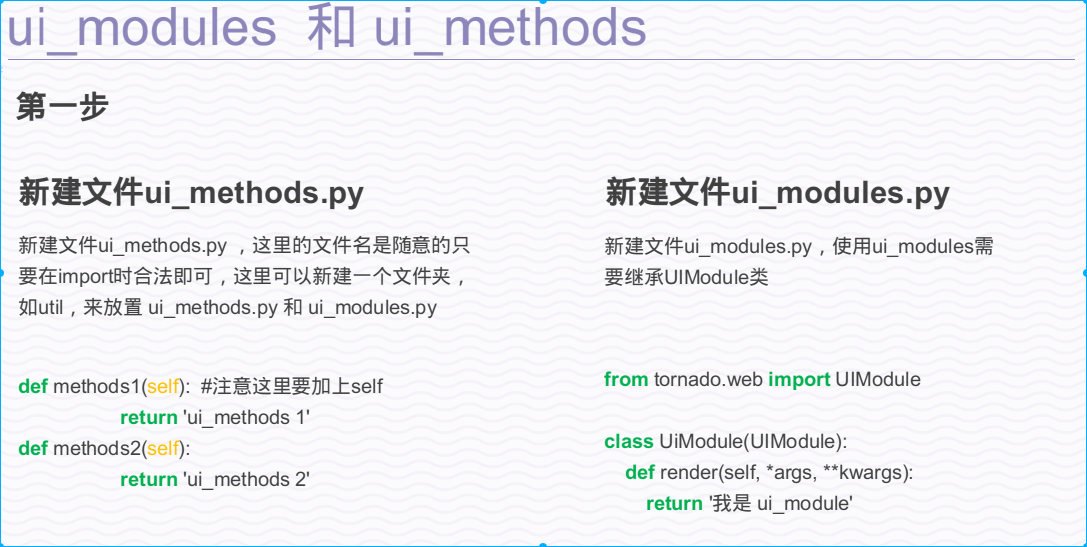 ui_modules 和 ui_methods
第一步
新建文件ui_methods.py
新建文件ui_methods.py ，这里的文件名是随意的只
要在import时合法即可，这里可以新建一个文件夹，
如util，来放置 ui_methods.py 和 ui_modules.py
def methods1(self): #注意这里要加上self
return 'ui_methods 1'
def methods2(self):
return 'ui_methods 2'
新建文件ui_modules.py
新建文件ui_modules.py，使用ui_modules需
要继承UIModule类
from tornado.web import UIModule
class UiModule(UIModule):
def render(self, *args, **kwargs):
return '我是 ui_module'